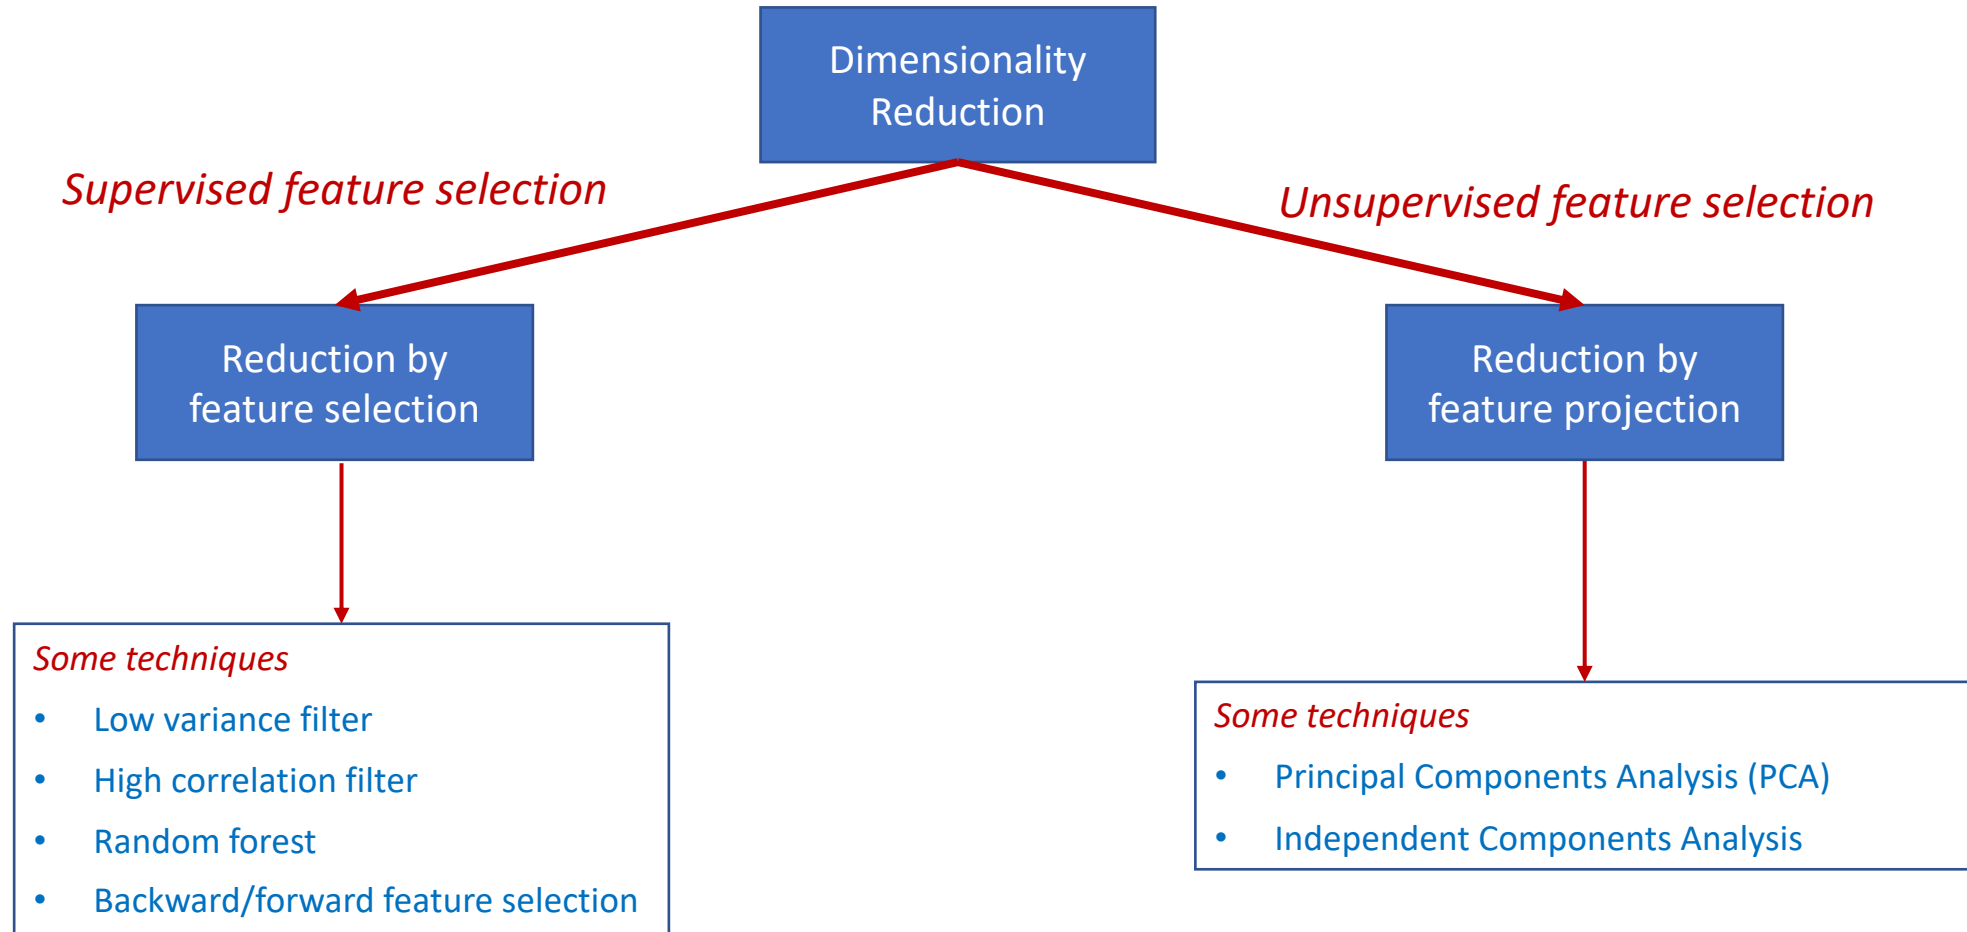 Dimensionality
Reduction
Supervised feature selection
Unsupervised feature selection
Reduction by
feature selection
Reduction by
feature projection
Some techniques
• Low variance filter
• High correlation filter
• Random forest
• Backward/forward feature selection
Some techniques
• Principal Components Analysis (PCA)
• Independent Components Analysis